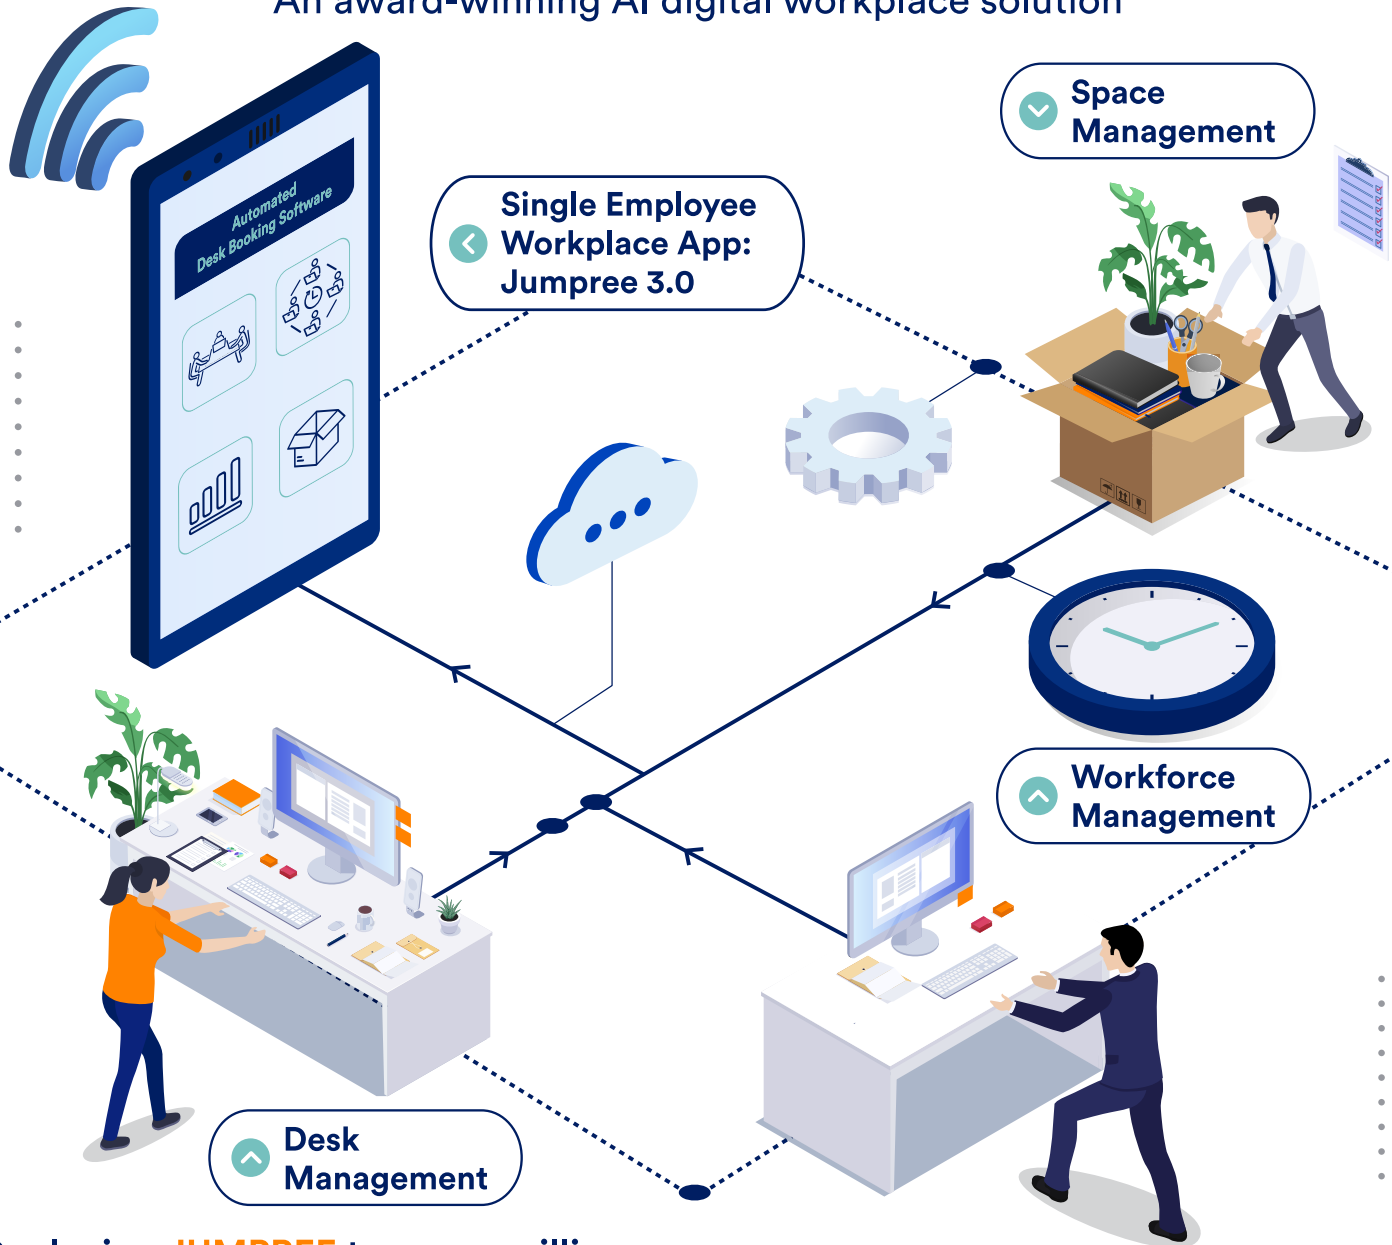 An award-winning AI digital workplace solution
Space
Management
Single Employee
Workplace App:
Jumpree 3.0
Automated
Desk Booking Software
Workforce
Management
Desk
Management
JUMPREE